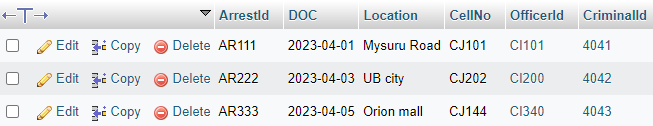 ArrestId DOC Location CellNo OfficerId CriminalId
Edit Copy Delete AR111 2023-04-01 Mysuru Road CJ101 CI101 4041
Edit Copy Delete AR222 2023-04-03 UB city CJ202 CI200 4042
Edit Copy Delete AR333 2023-04-05 Orion mall CJ144 CI340 4043